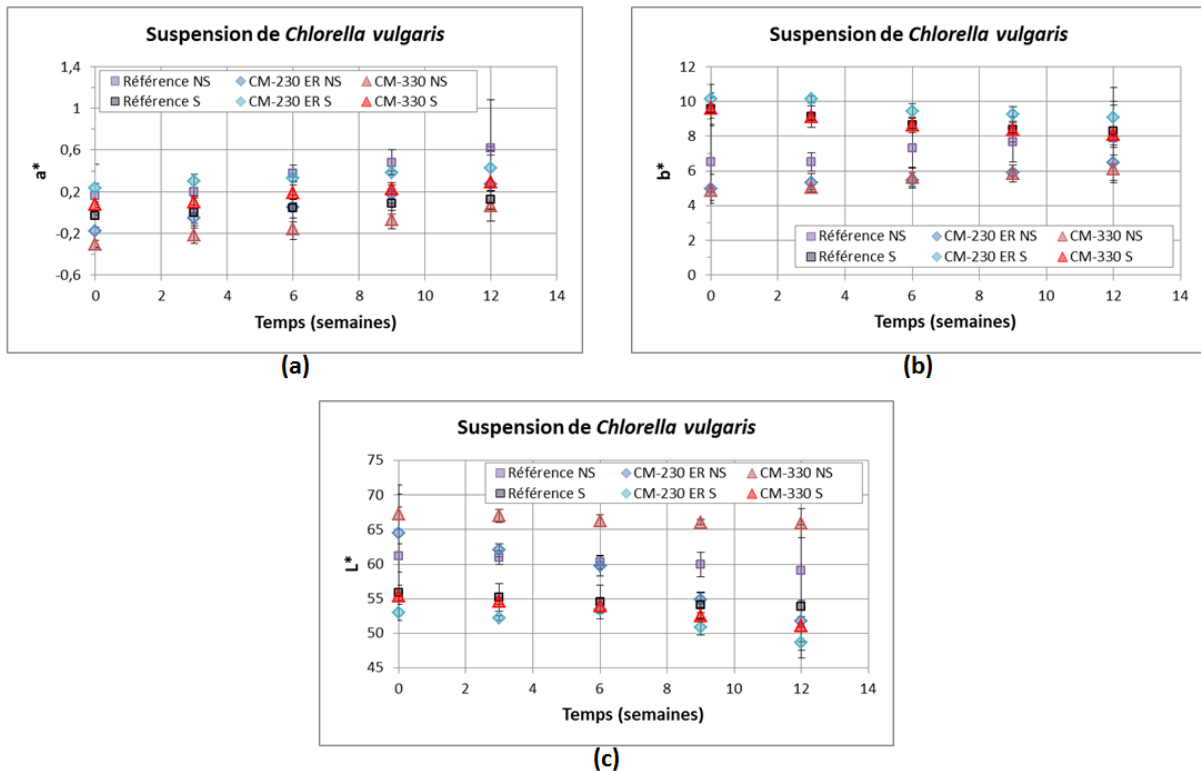 Suspension de Chlorella vulgaris
1,4
1
0,6
0,2
-0,2
-0,6
a*
Référence NS CM-230 ER NS CM-330 NS
Référence S CM-230 ER S CM-330 S
0 2 4 6 8 10 12 14
Temps (semaines)
(a)
Suspension de Chlorella vulgaris
12
10
8
6
4
2
0
b*
Référence NS CM-230 ER NS CM-330 NS
Référence S CM-230 ER S CM-330 S
0 2 4 6 8 10 12 14
Temps (semaines)
(b)
Suspension de Chlorella vulgaris
75
70
65
60
55
50
45
L*
Référence NS CM-230 ER NS CM-330 NS
Référence S CM-230 ER S CM-330 S
0 2 4 6 8 10 12 14
Temps (semaines)
(c)